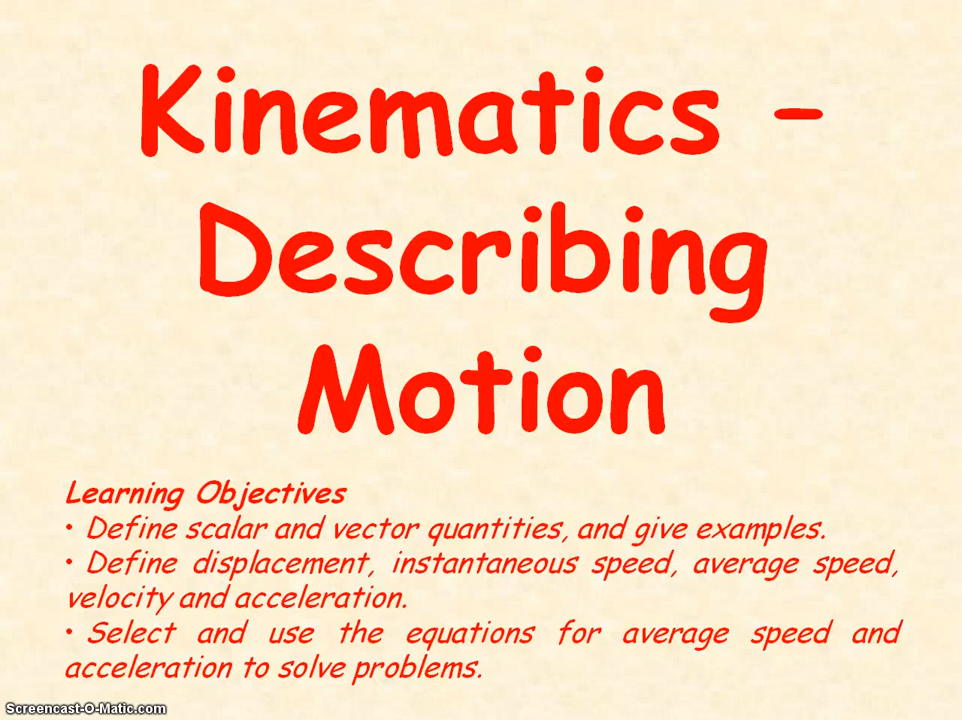 Kinematics –
Describing
Motion
Learning Objectives
• Define scalar and vector quantities, and give examples.
• Define displacement, instantaneous speed, average speed,
velocity and acceleration.
• Select and use the equations for average speed and
acceleration to solve problems.
Screencast-O-Matic.com